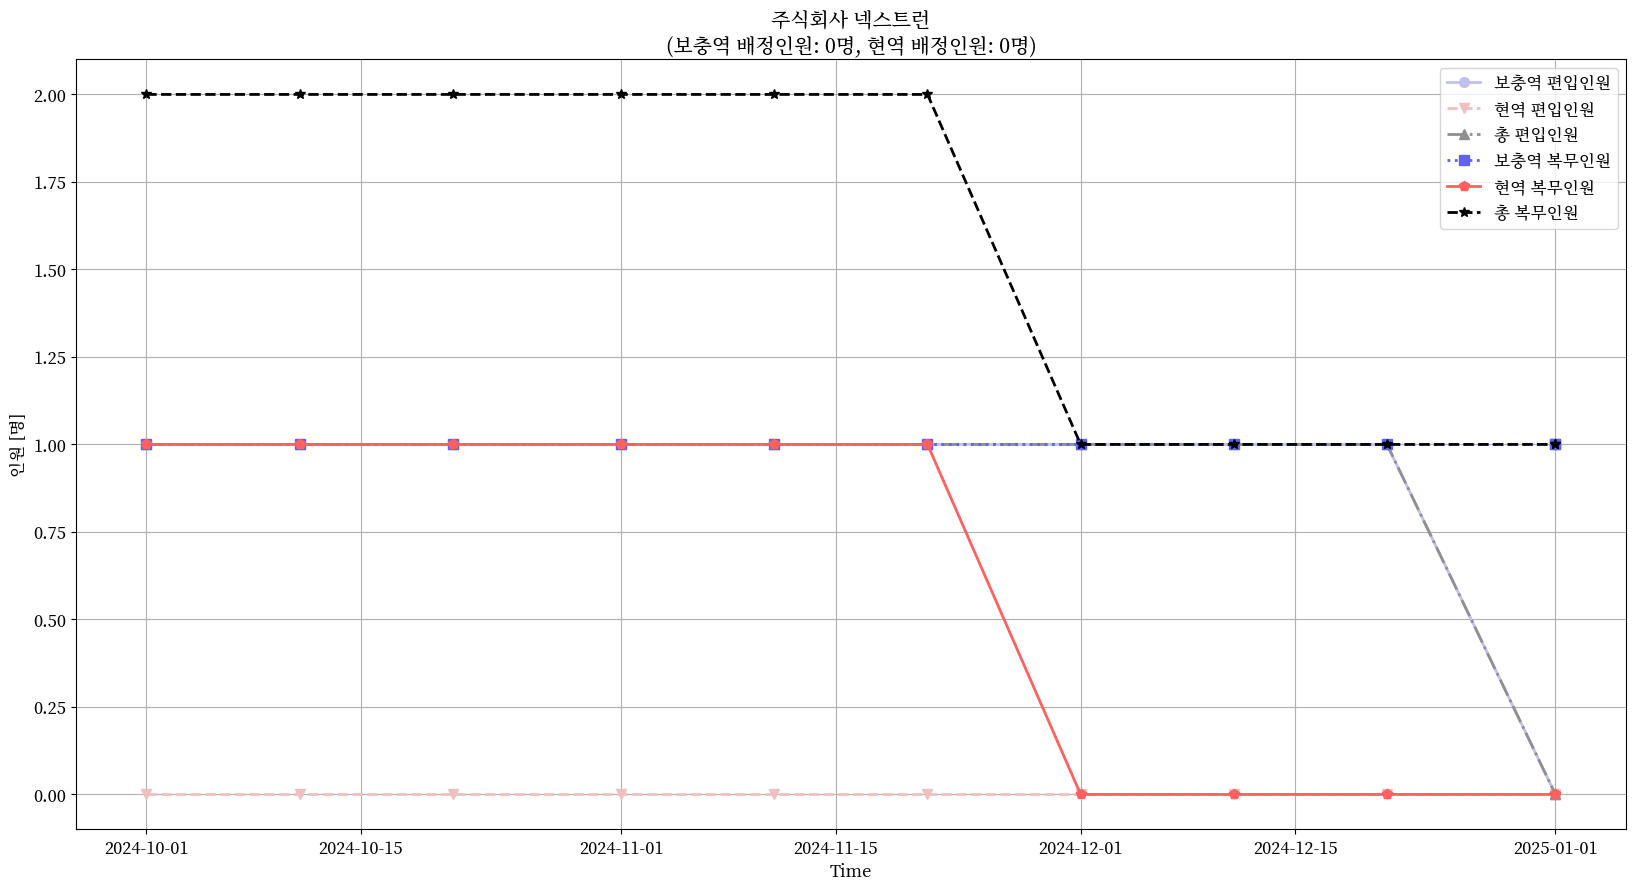 주식회사 넥스트런
(보충역 배정인원: 0명, 현역 배정인원: 0명)
보충역 편입인원
현역 편입인원
총 편입인원
보충역 복무인원
현역 복무인원
총 복무인원
2.00
1.75
1.50
1.25
1.00
0.75
0.50
0.25
0.00
인원 [명]
2024-10-01 2024-10-15 2024-11-01 2024-11-15 2024-12-01 2024-12-15 2025-01-01
Time